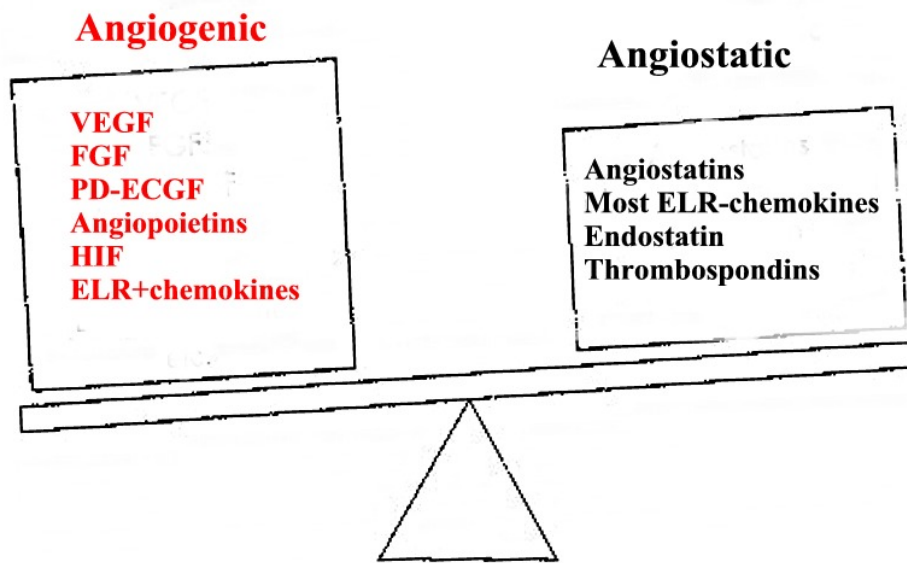 Angiogenic
VEGF
FGF
PD-ECGF
Angiopoietins
HIF
ELR+chemokines
Angiostatic
Angiostatins
Most ELR-chemokines
Endostatin
Thrombospondins